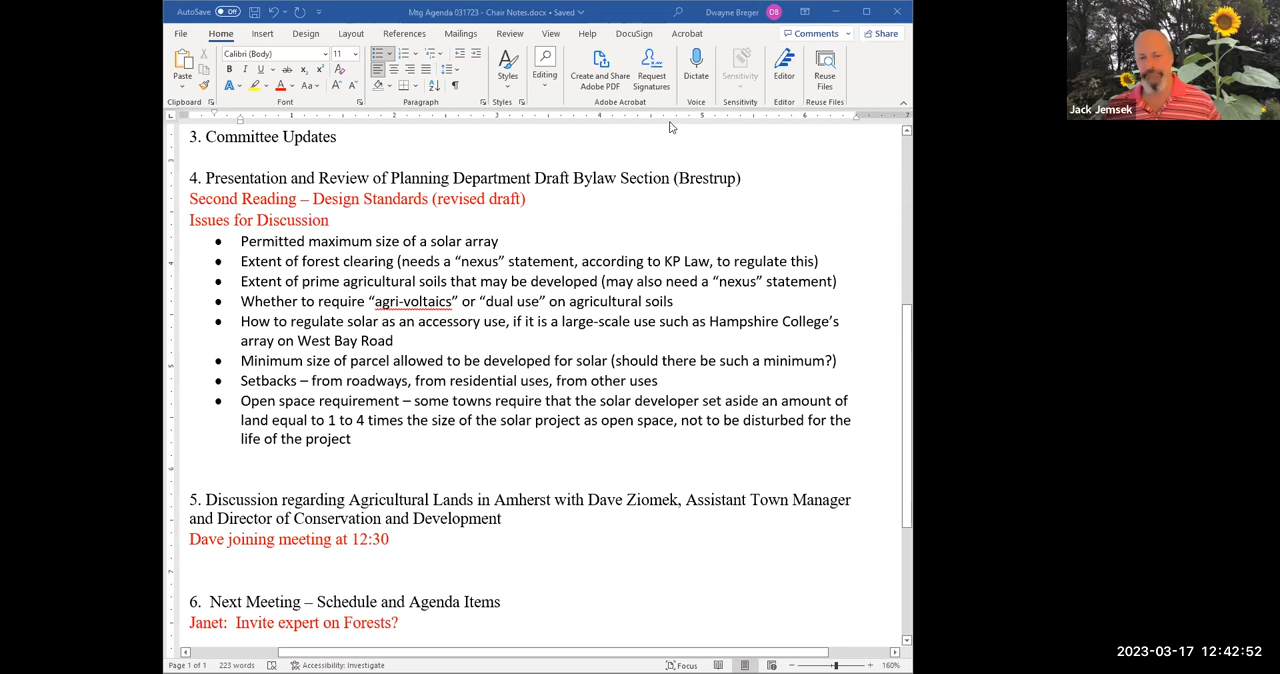 AutoSave Off
Mtg Agenda 031723 - Chair Notes.docx • Saved
Dwayne Breger DB
File Home Insert Design Layout References Mailings Review View Help DocuSign Acrobat
Comments Share
Calibri (Body) 11
Paste
B I U ab x x A
A A Aa A A
Styles
Editing
Create and Share Adobe PDF
Request Signatures
Dictate
Sensitivity
Editor
Reuse Files
Clipboard Font Paragraph Styles Adobe Acrobat Voice Sensitivity Editor Reuse Files
1 2 3 4 5 6 7
3. Committee Updates
4. Presentation and Review of Planning Department Draft Bylaw Section (Brestrup)
Second Reading – Design Standards (revised draft)
Issues for Discussion
• Permitted maximum size of a solar array
• Extent of forest clearing (needs a “nexus” statement, according to KP Law, to regulate this)
• Extent of prime agricultural soils that may be developed (may also need a “nexus” statement)
• Whether to require “agri-voltaics” or “dual use” on agricultural soils
• How to regulate solar as an accessory use, if it is a large-scale use such as Hampshire College’s
array on West Bay Road
• Minimum size of parcel allowed to be developed for solar (should there be such a minimum?)
• Setbacks – from roadways, from residential uses, from other uses
• Open space requirement – some towns require that the solar developer set aside an amount of
land equal to 1 to 4 times the size of the solar project as open space, not to be disturbed for the
life of the project
5. Discussion regarding Agricultural Lands in Amherst with Dave Ziomek, Assistant Town Manager
and Director of Conservation and Development
Dave joining meeting at 12:30
6. Next Meeting – Schedule and Agenda Items
Janet: Invite expert on Forests?
Page 1 of 1 223 words Accessibility: Investigate Focus 160%
Jack Jemsek
2023-03-17 12:42:52